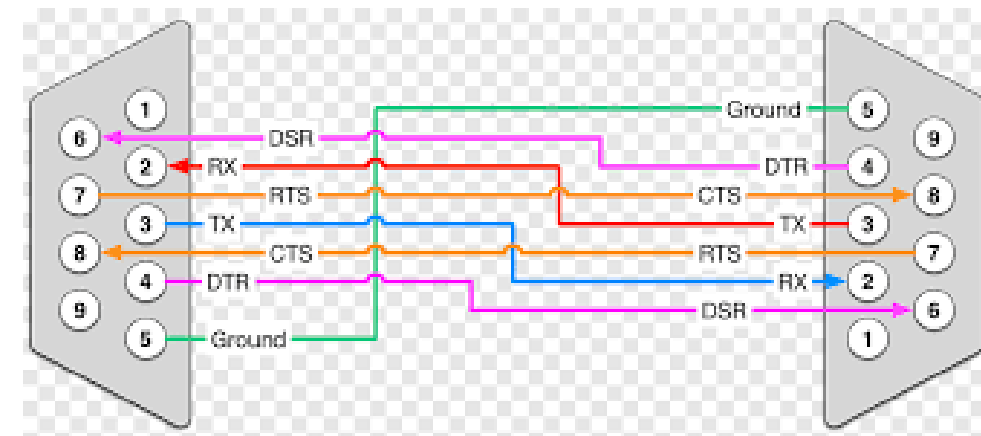 1
Ground 5
6 DSR 9
2 RX DTR 4
7 RTS CTS 8
3 TX TX 3
8 CTS RTS 7
4 DTR RX 2
9 DSR 6
5 Ground 1